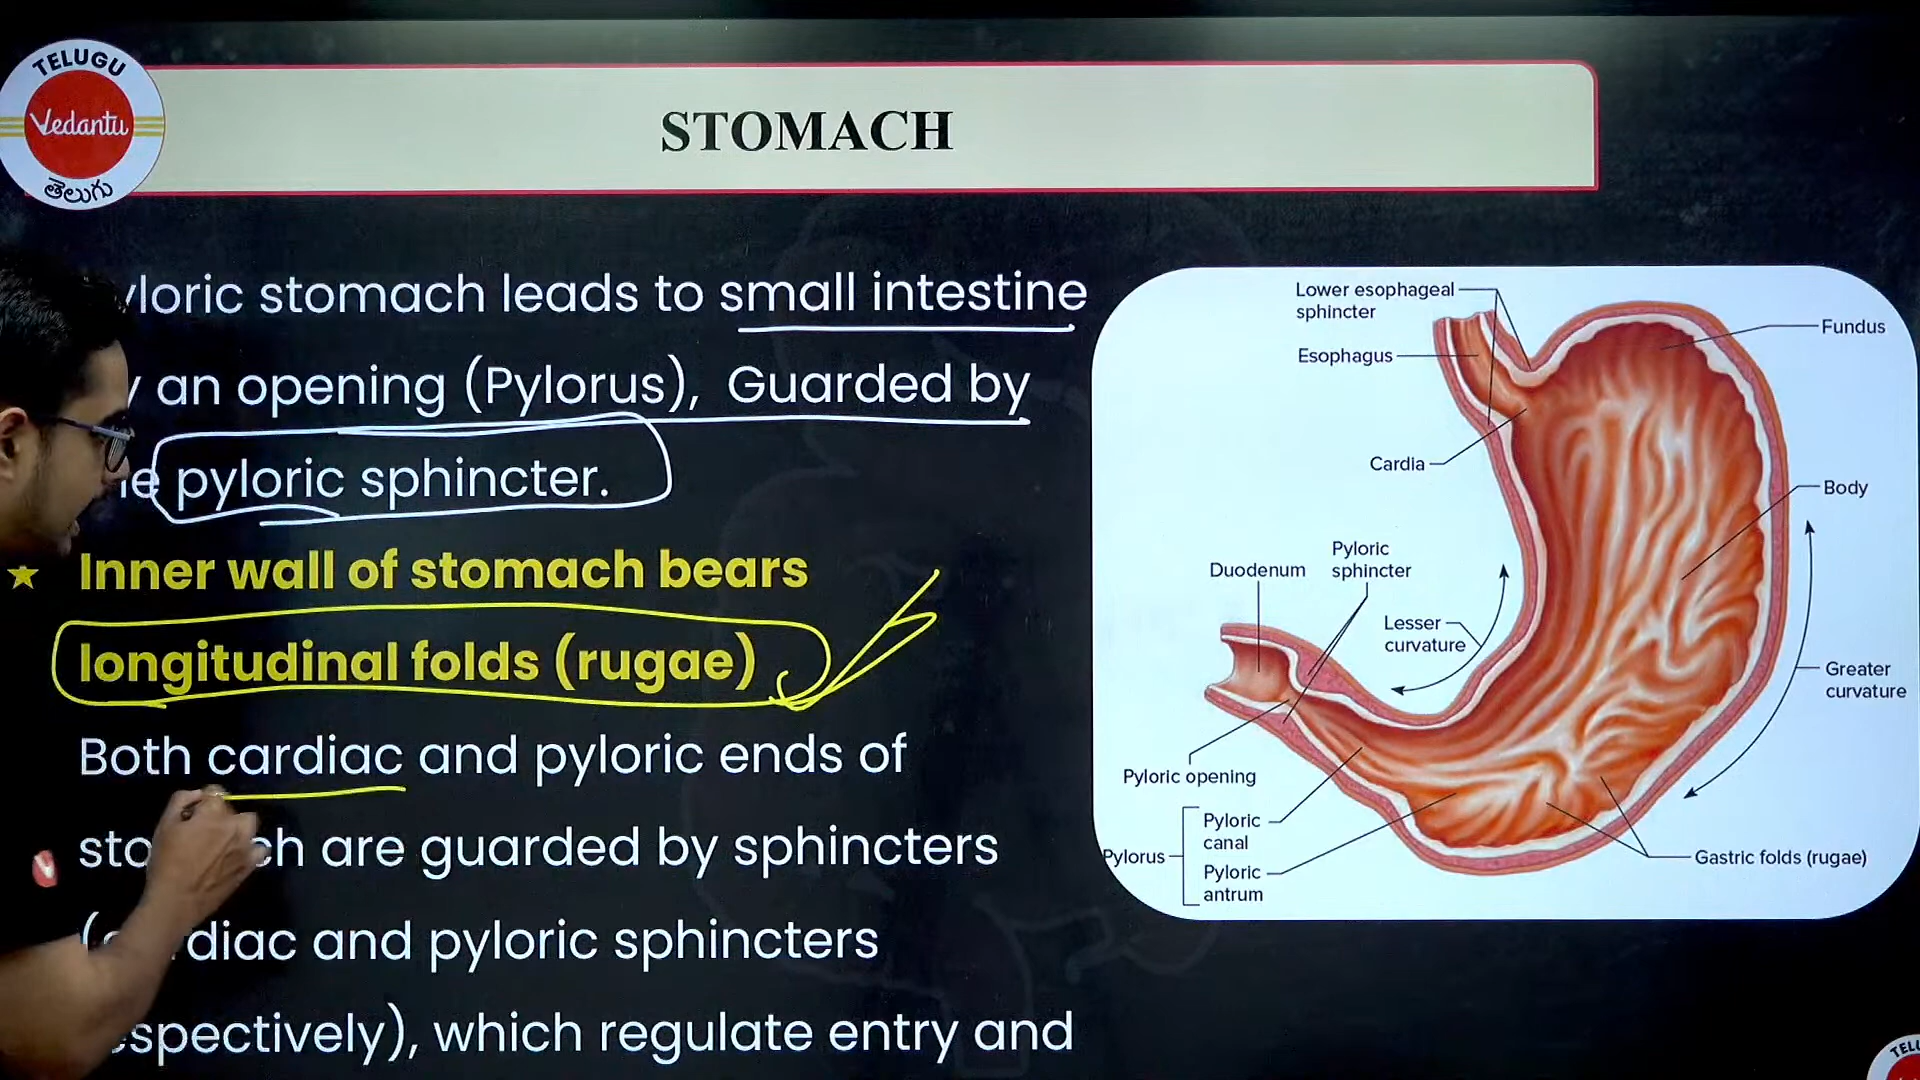 TELUGU
Vedantu
తెలుగు
STOMACH
loric stomach leads to small intestine
an opening (Pylorus), Guarded by
pyloric sphincter.
★ Inner wall of stomach bears
longitudinal folds (rugae)
Both cardiac and pyloric ends of
are guarded by sphincters
diac and pyloric sphincters
spectively), which regulate entry and
Lower esophageal
sphincter
Esophagus
Fundus
Cardia
Body
Pyloric
sphincter
Duodenum
Lesser
curvature
Greater
curvature
Pyloric opening
Pyloric
canal
Pylorus
Pyloric
antrum
Gastric folds (rugae)